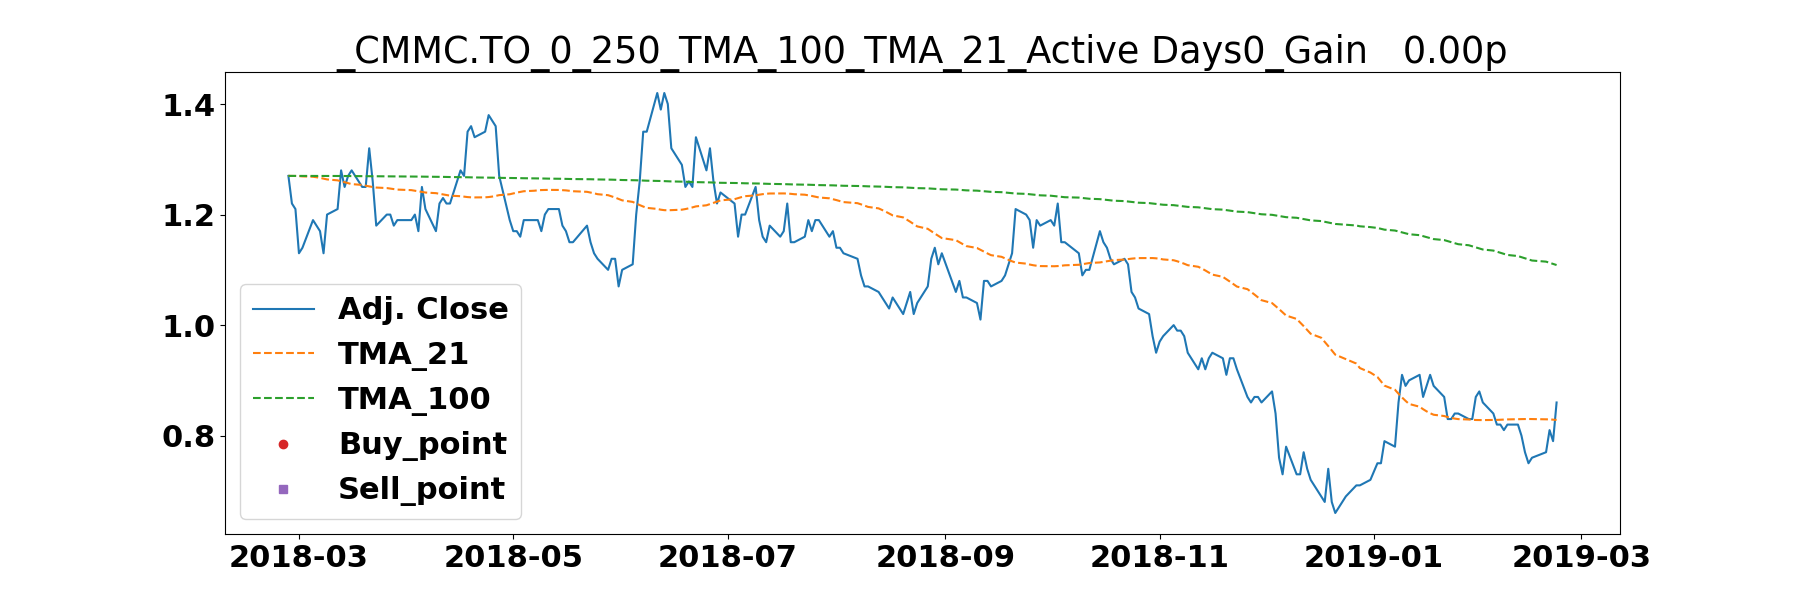 _CMMC.TO_0_250_TMA_100_TMA_21_Active Days0_Gain   0.00p
1.4
1.2
1.0
0.8
Adj. Close
TMA_21
TMA_100
Buy_point
Sell_point
2018-03 2018-05 2018-07 2018-09 2018-11 2019-01 2019-03